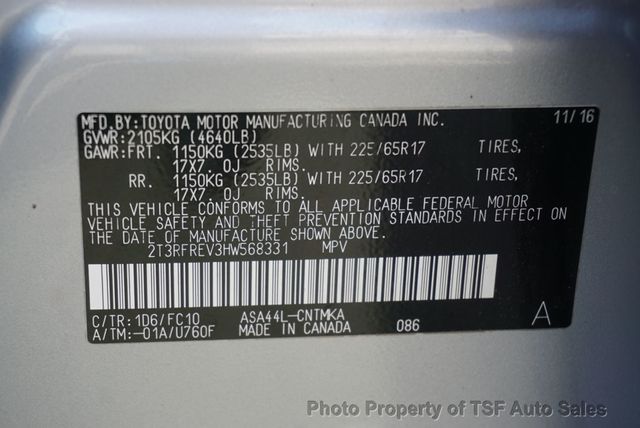 MFD. BY: TOYOTA MOTOR MANUFACTURING CANADA INC. 11/16
GVWR: 2105KG (4640LB)
GAWR: FRT. 1150KG (2535LB) WITH 225/65R17 TIRES,
17X7. 0J RIMS.
RR. 1150KG (2535LB) WITH 225/65R17 TIRES,
17X7. 0J RIMS.
THIS VEHICLE CONFORMS TO ALL APPLICABLE FEDERAL MOTOR
VEHICLE SAFETY AND THEFT PREVENTION STANDARDS IN EFFECT ON
THE DATE OF MANUFACTURE SHOWN ABOVE.
2T3RFREV3HW568331 MPV
C/TR: 1D6/FC10 ASA44L-CNTMKA
A/TM: -01A/U760F MADE IN CANADA 086 A
Photo Property of TSF Auto Sales